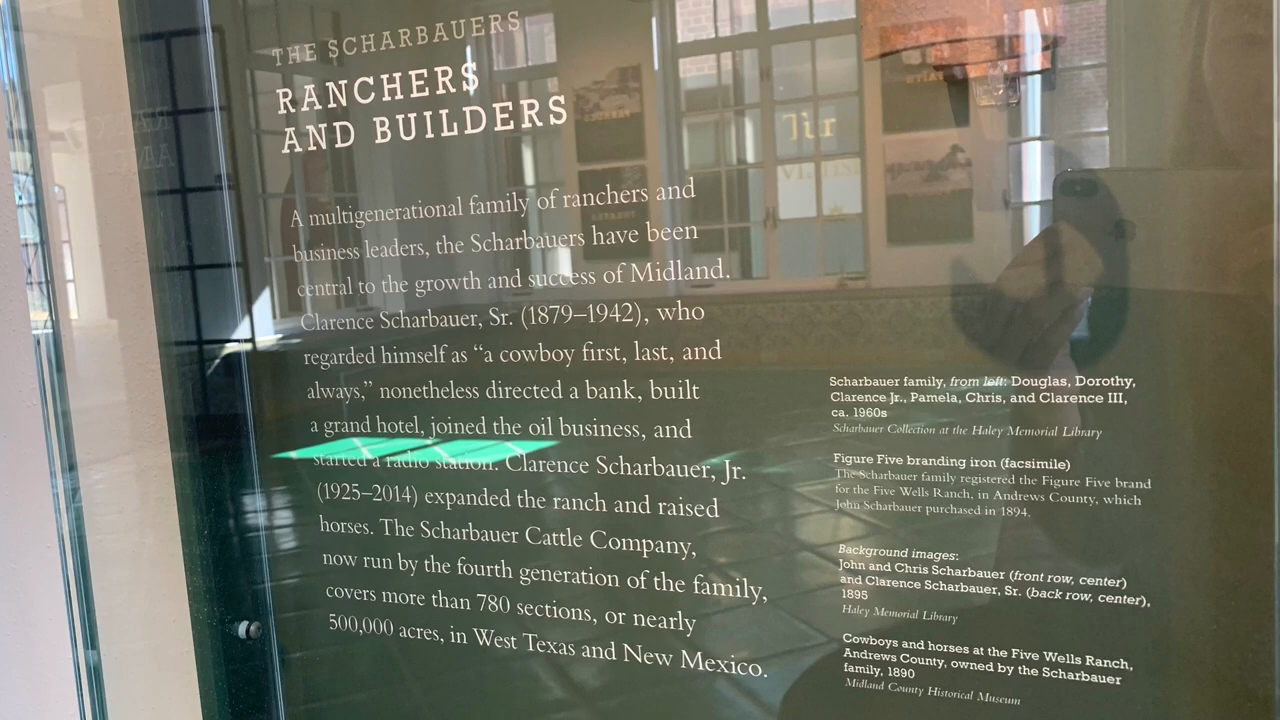 THE SCHARBAUERS
RANCHERS
AND BUILDERS
A multigenerational family of ranchers and
business leaders, the Scharbauers have been
central to the growth and success of Midland.
Clarence Scharbauer, Sr. (1879–1942), who
regarded himself as “a cowboy first, last, and
always,” nonetheless directed a bank, built
a grand hotel, joined the oil business, and
started a radio station. Clarence Scharbauer, Jr.
(1925–2014) expanded the ranch and raised
horses. The Scharbauer Cattle Company,
now run by the fourth generation of the family,
covers more than 780 sections, or nearly
500,000 acres, in West Texas and New Mexico.
Scharbauer family, from left: Douglas, Dorothy,
Clarence Jr., Pamela, Chris, and Clarence III,
ca. 1960s
Scharbauer Collection at the Haley Memorial Library
Figure Five branding iron (facsimile)
The Scharbauer family registered the Figure Five brand
for the Five Wells Ranch, in Andrews County, which
John Scharbauer purchased in 1894.
Background images:
John and Chris Scharbauer (front row, center)
and Clarence Scharbauer, Sr. (back row, center),
1895
Haley Memorial Library
Cowboys and horses at the Five Wells Ranch,
Andrews County, owned by the Scharbauer
family, 1890
Midland County Historical Museum